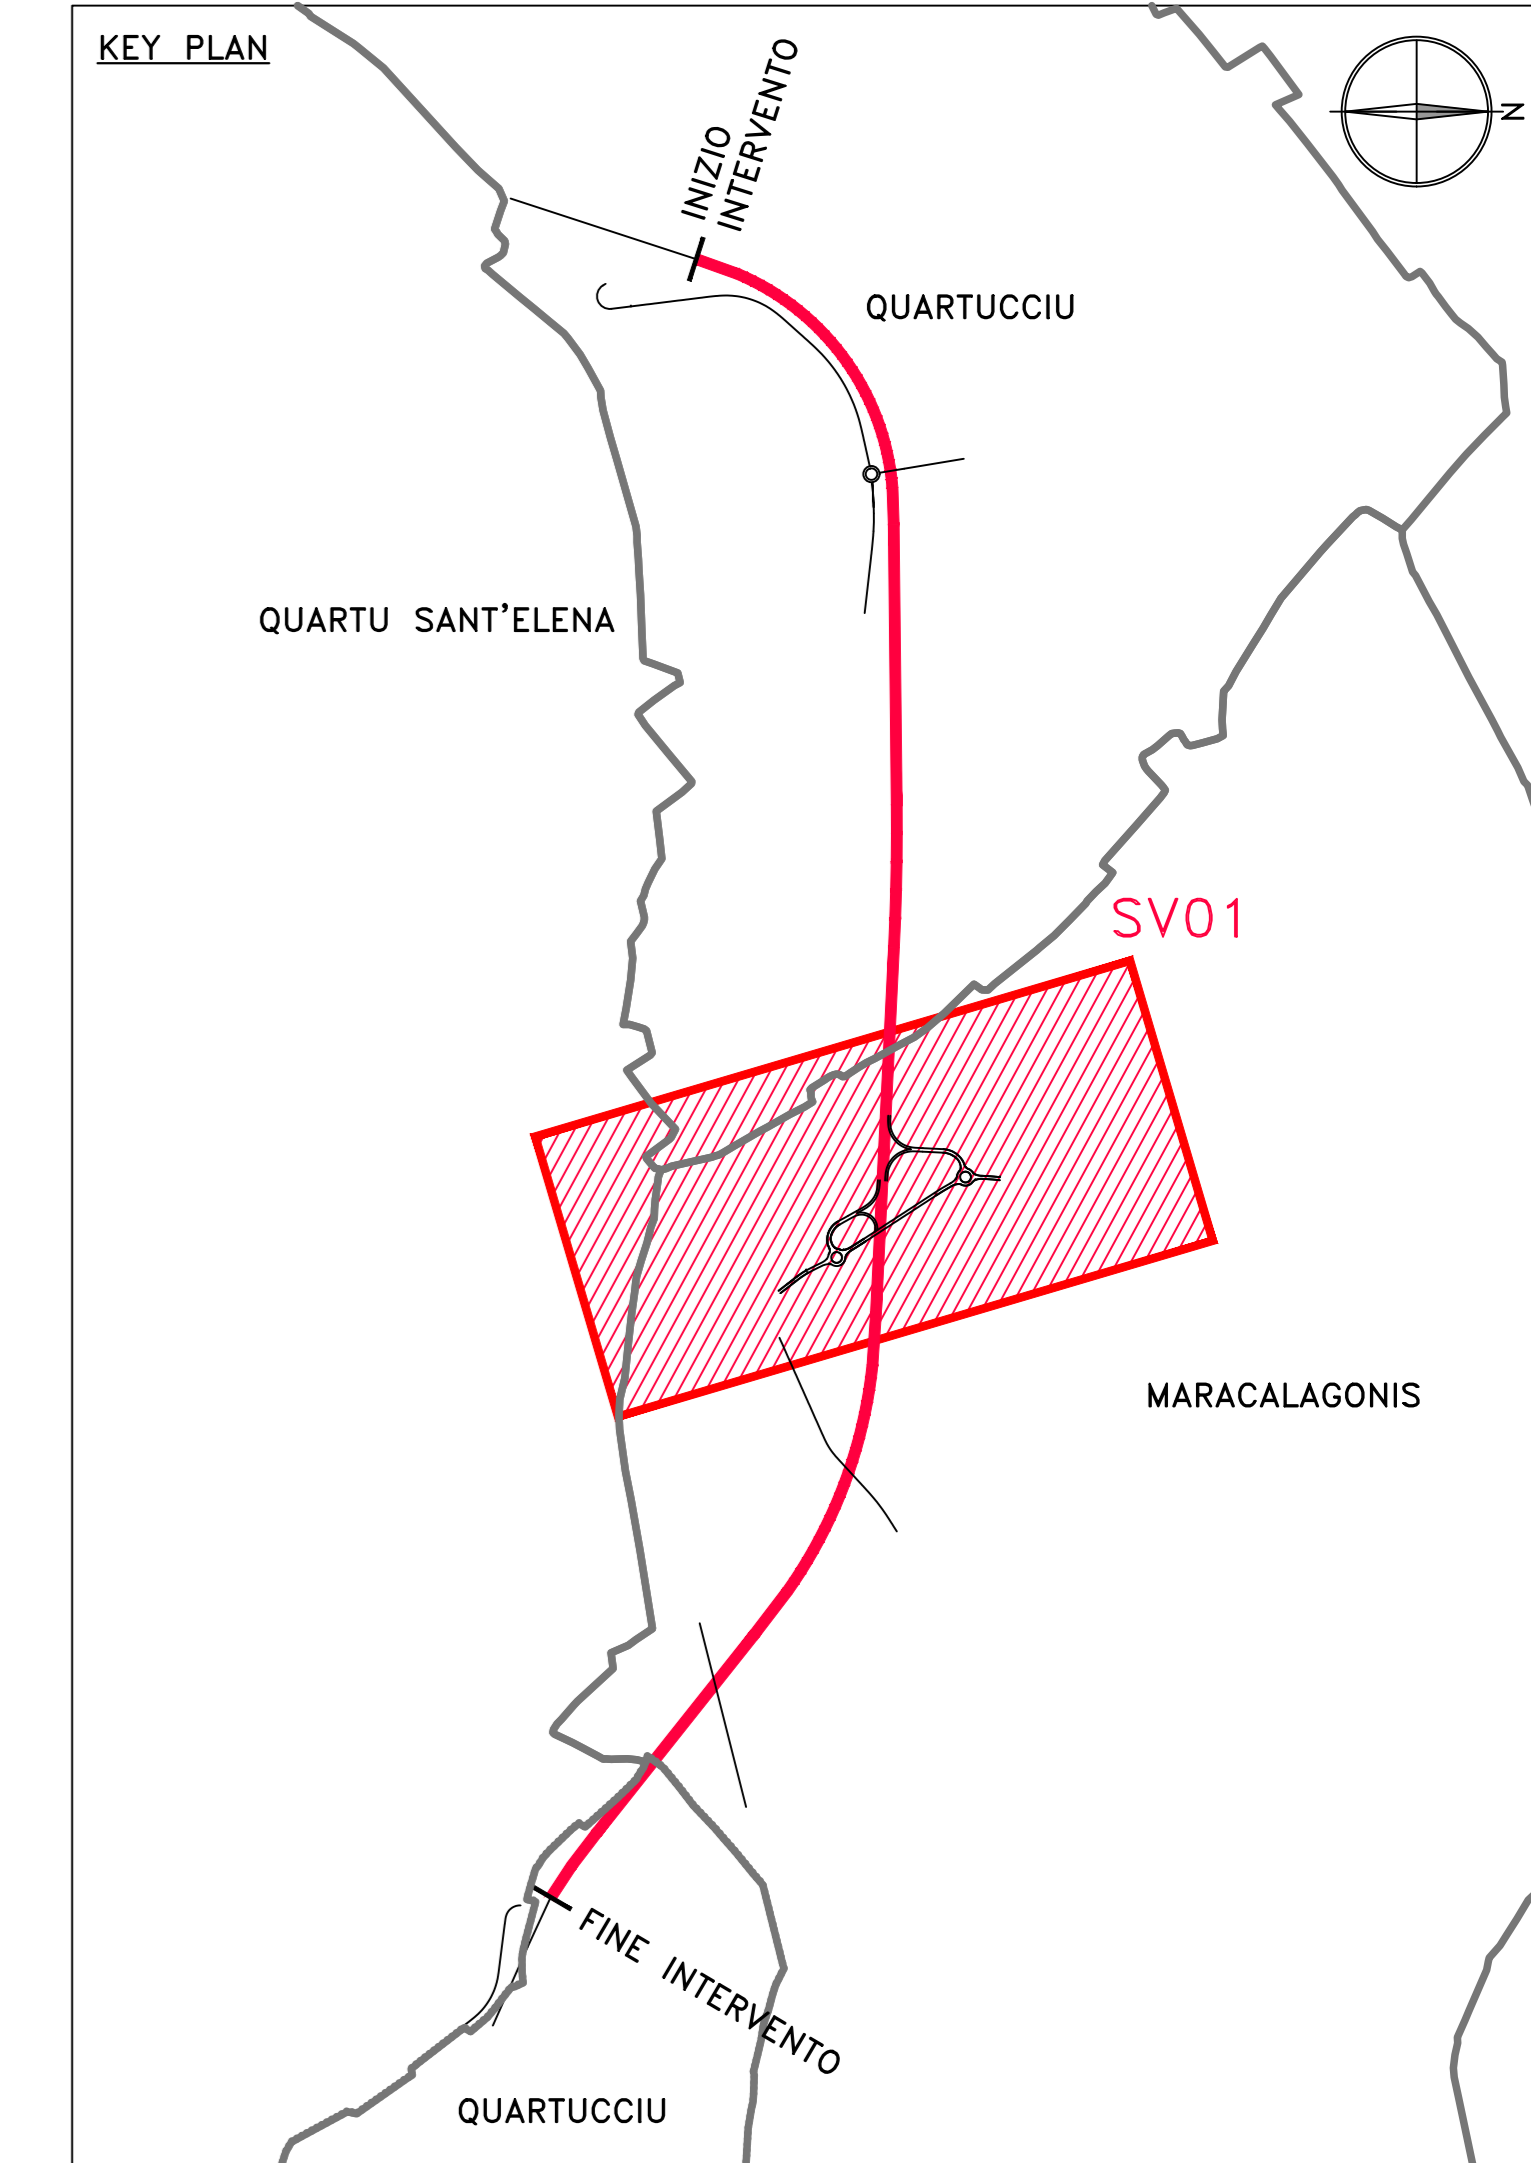 KEY PLAN
N
INIZIO
INTERVENTO
QUARTUCCIU
QUARTU SANT'ELENA
SV01
MARACALAGONIS
FINE INTERVENTO
QUARTUCCIU